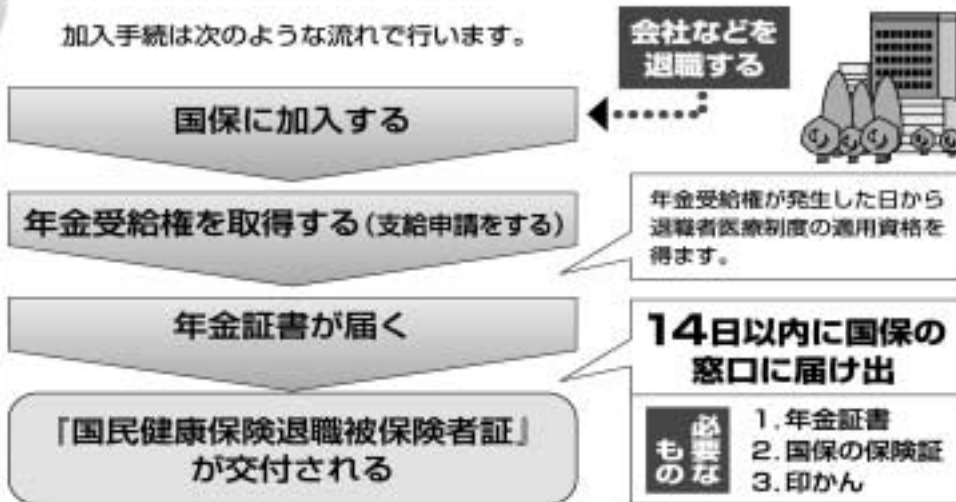 加入手続は次のような流れで行います。
会社などを
退職する
国保に加入する
年金受給権を取得する(支給申請をする)
年金受給権が発生した日から
退職者医療制度の適用資格を
得ます。
年金証書が届く
14日以内に国保の
窓口に届け出
必要な
もの
1.年金証書
2.国保の保険証
3.印かん
『国民健康保険退職被保険者証』
が交付される